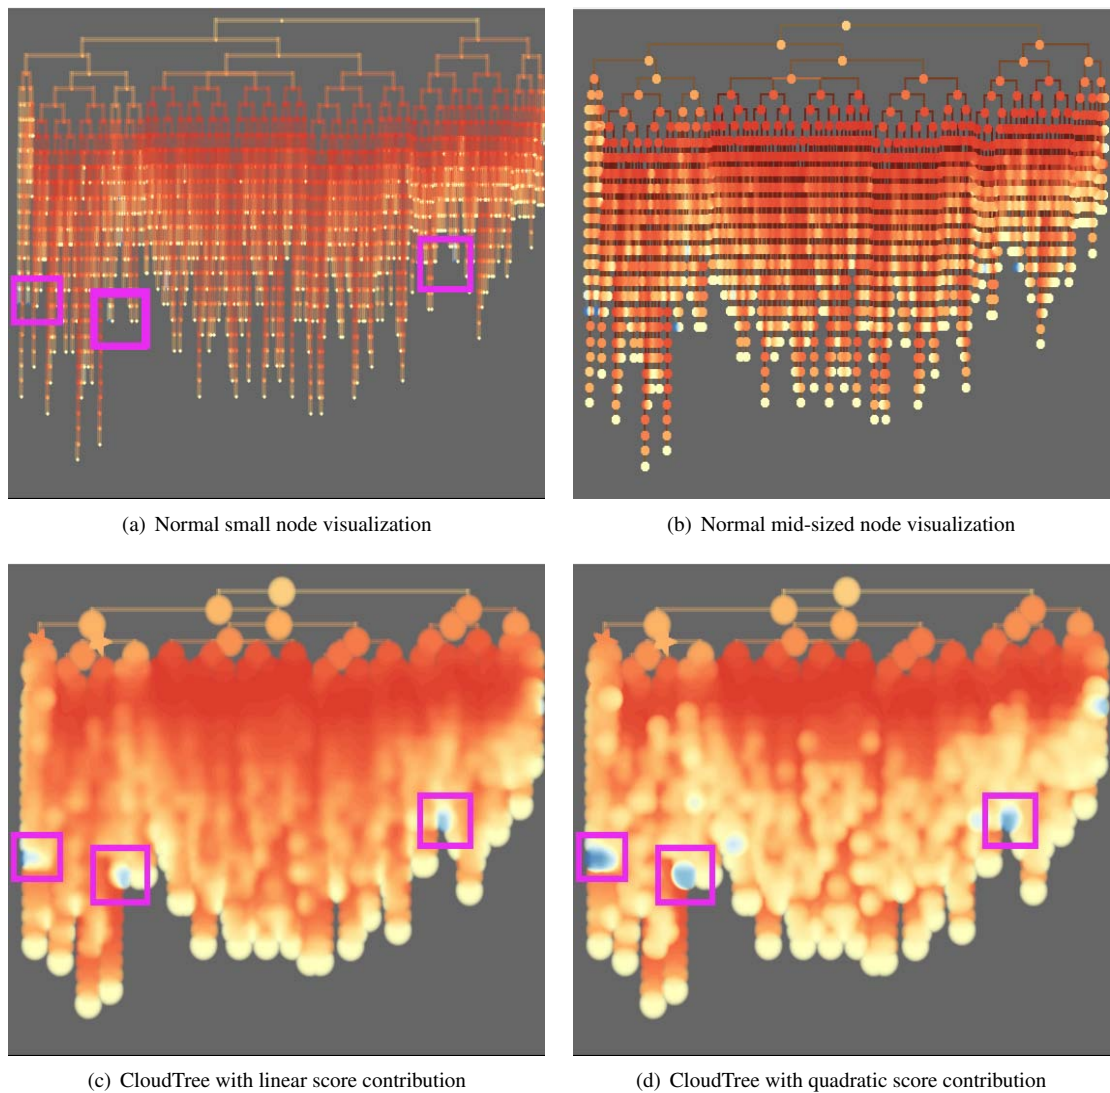 (a) Normal small node visualization
(b) Normal mid-sized node visualization
(c) CloudTree with linear score contribution
(d) CloudTree with quadratic score contribution